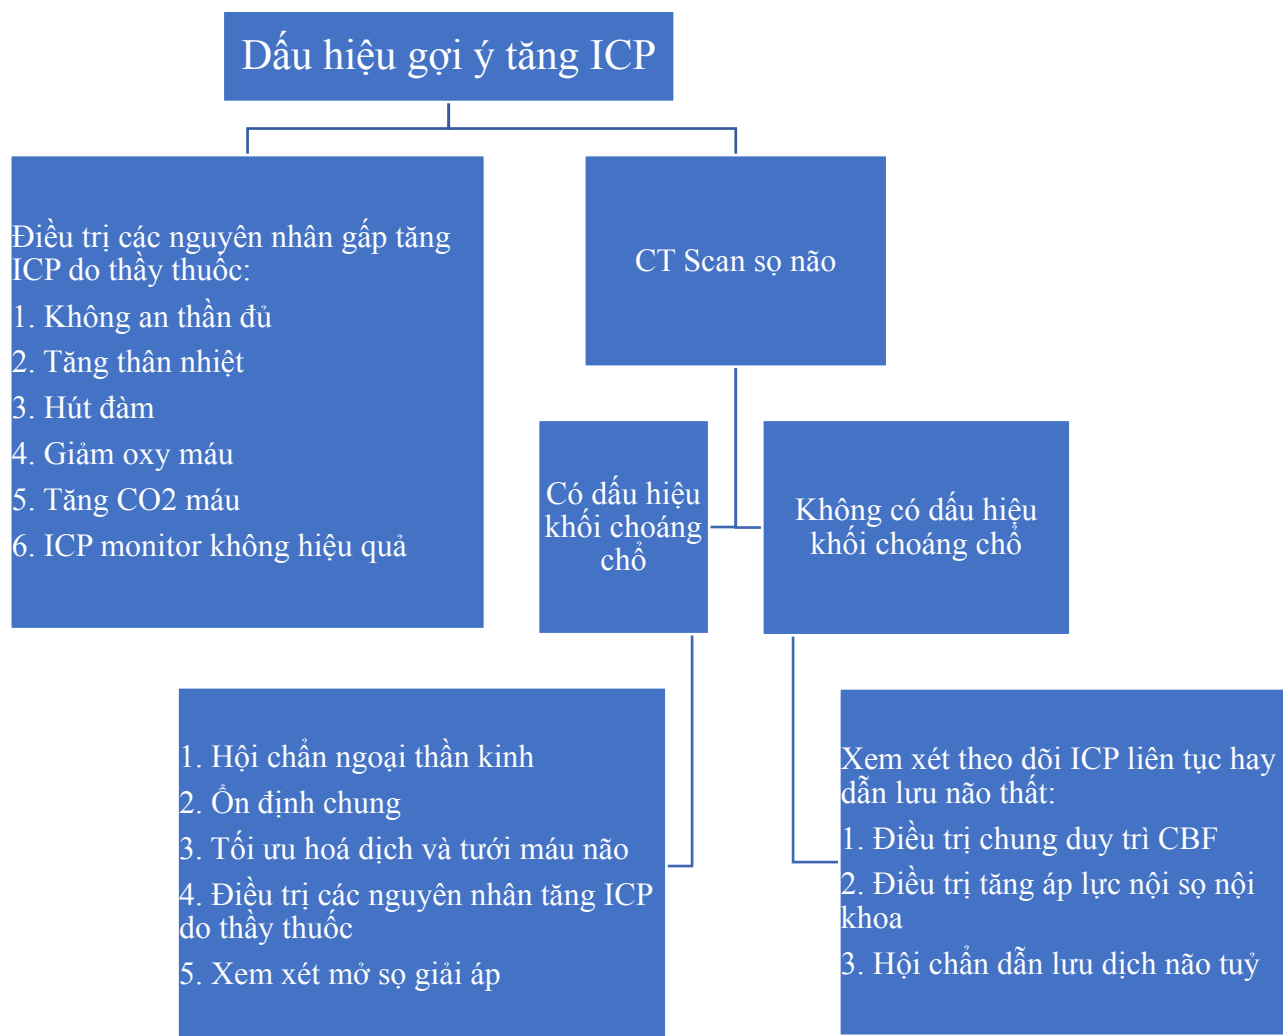 Dấu hiệu gợi ý tăng ICP
Điều trị các nguyên nhân gấp tăng
ICP do thầy thuốc:
1. Không an thần đủ
2. Tăng thân nhiệt
3. Hút đàm
4. Giảm oxy máu
5. Tăng CO2 máu
6. ICP monitor không hiệu quả
CT Scan sọ não
Có dấu hiệu
khối choáng
chổ
Không có dấu hiệu
khối choáng chổ
1. Hội chẩn ngoại thần kinh
2. Ổn định chung
3. Tối ưu hoá dịch và tưới máu não
4. Điều trị các nguyên nhân tăng ICP
do thầy thuốc
5. Xem xét mở sọ giải áp
Xem xét theo dõi ICP liên tục hay
dẫn lưu não thất:
1. Điều trị chung duy trì CBF
2. Điều trị tăng áp lực nội sọ nội
khoa
3. Hội chẩn dẫn lưu dịch não tuỷ